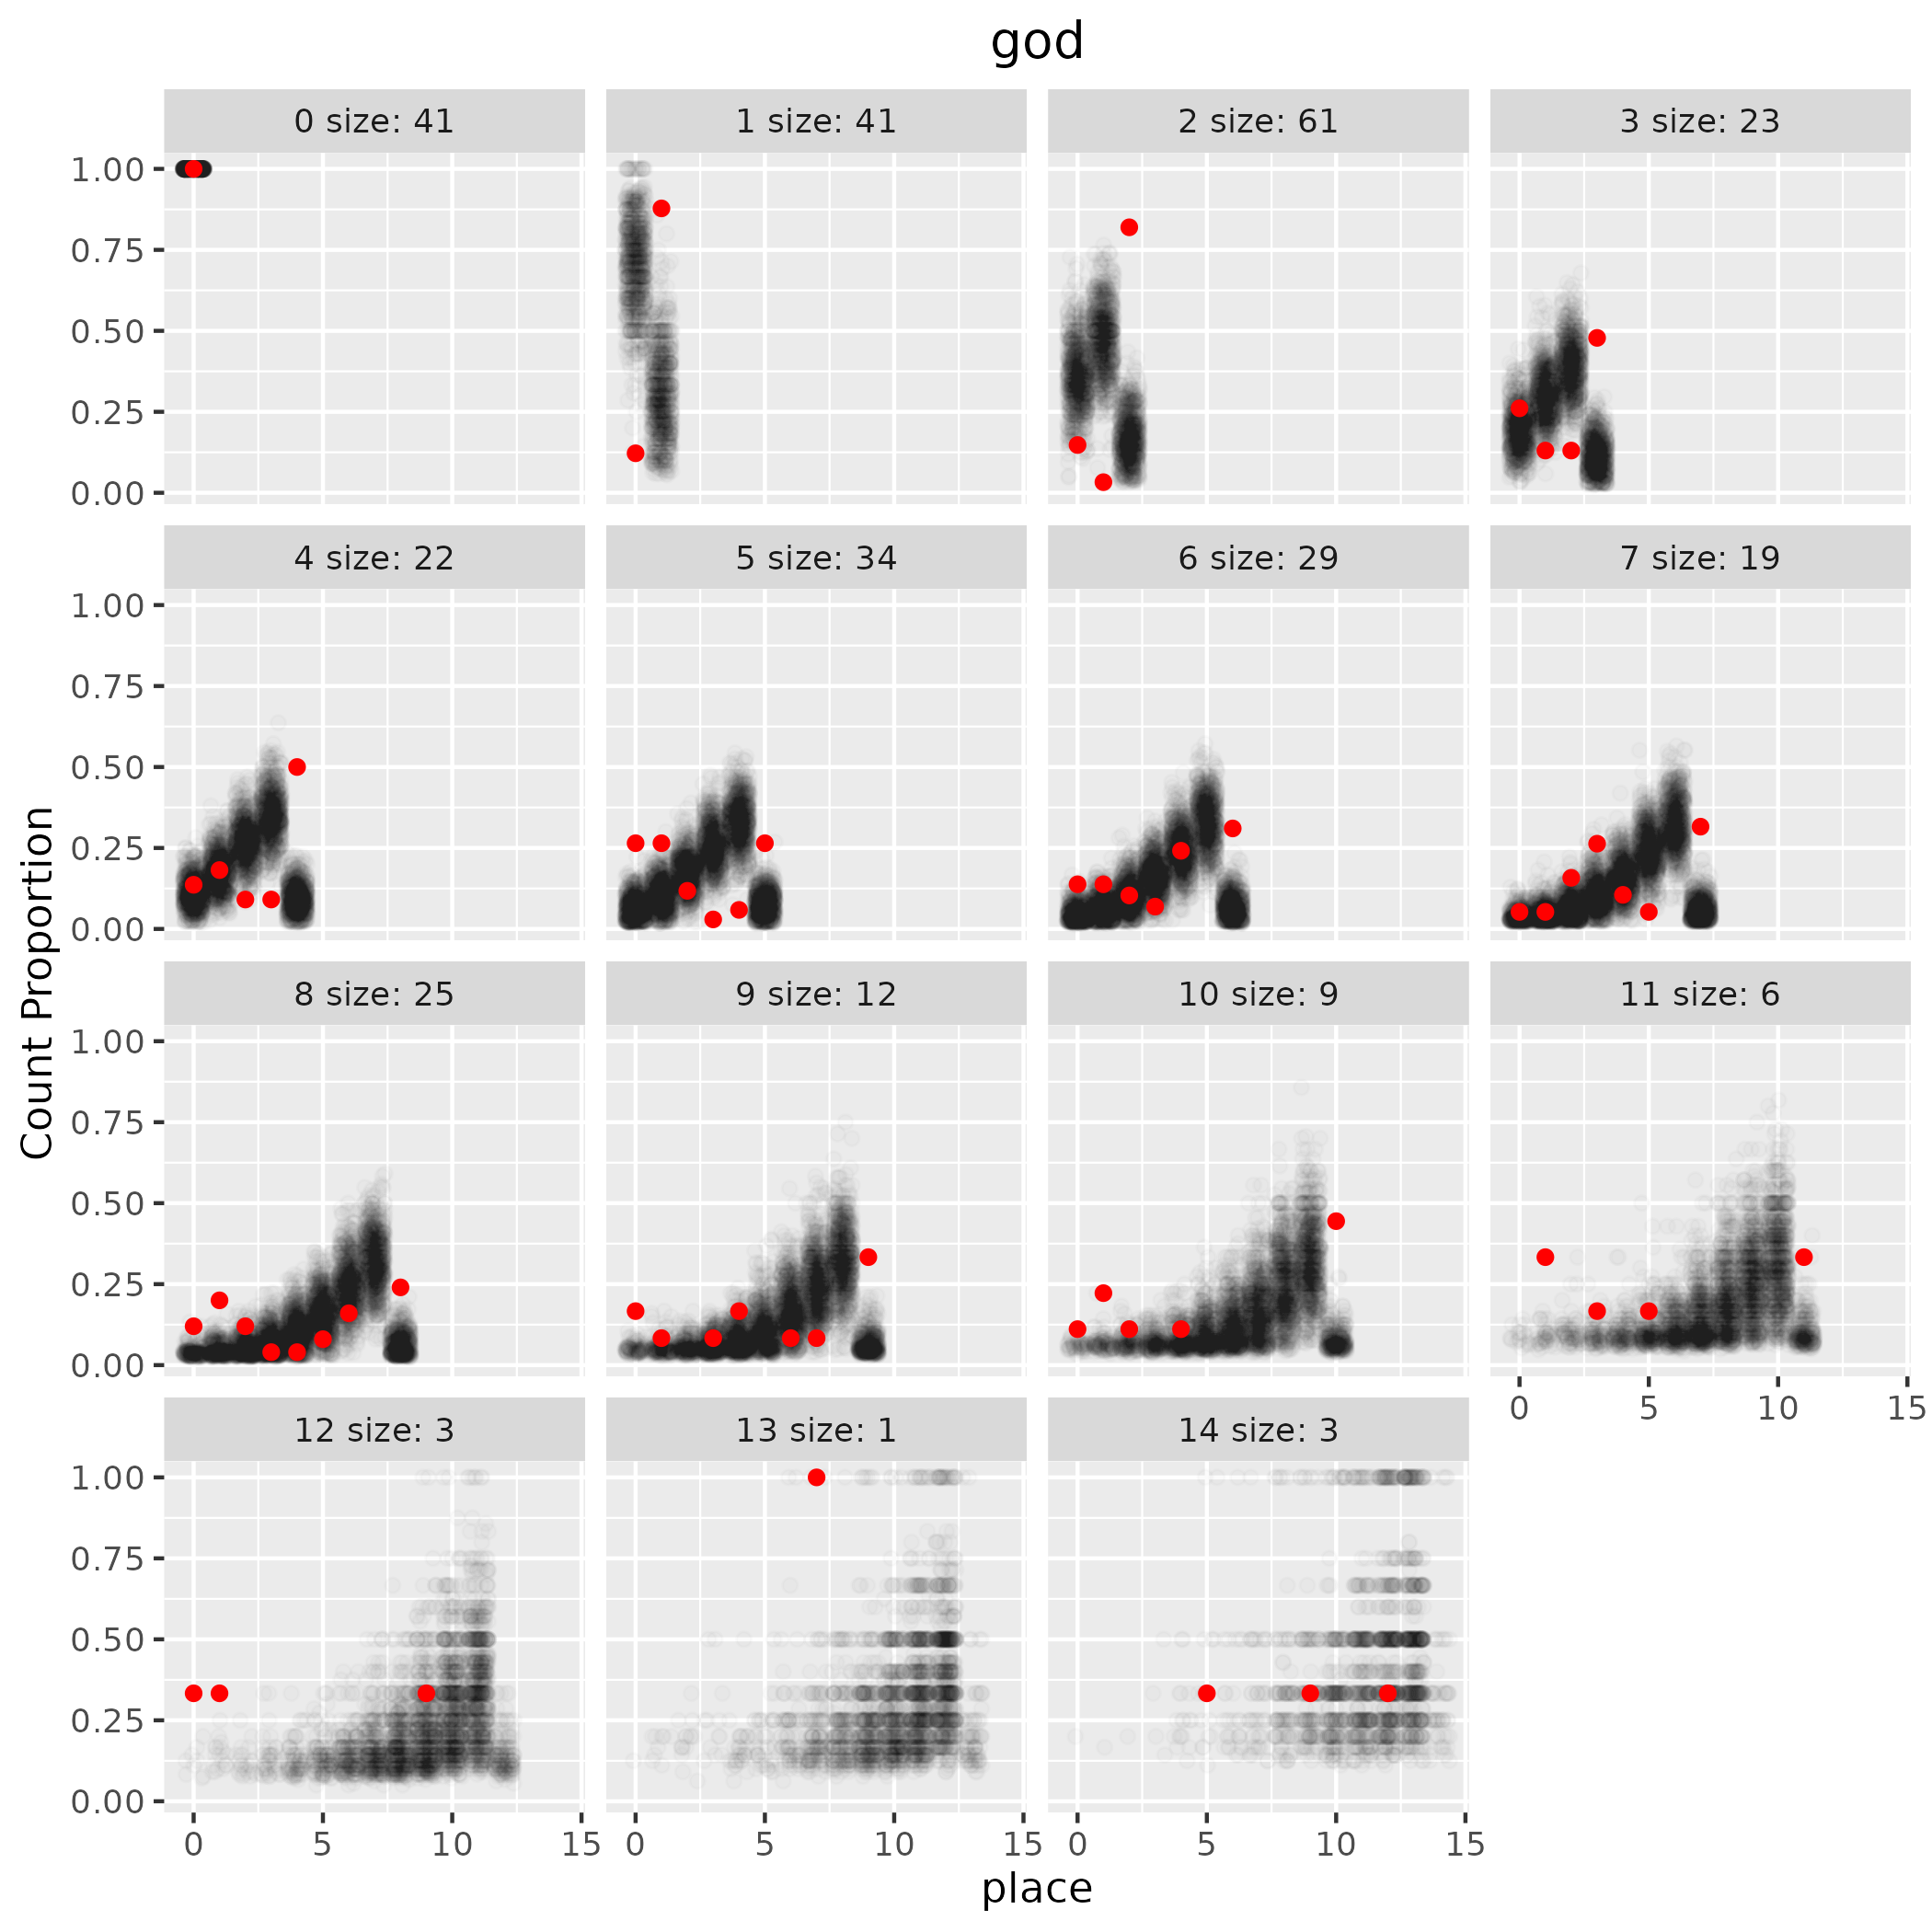 god
0 size: 41
1 size: 41
2 size: 61
3 size: 23
1.00
0.75
0.50
0.25
0.00
4 size: 22
5 size: 34
6 size: 29
7 size: 19
1.00
0.75
0.50
0.25
0.00
Count Proportion
8 size: 25
9 size: 12
10 size: 9
11 size: 6
1.00
0.75
0.50
0.25
0.00
0 5 10 15
12 size: 3
13 size: 1
14 size: 3
1.00
0.75
0.50
0.25
0.00
0 5 10 15
0 5 10 15
0 5 10 15
place